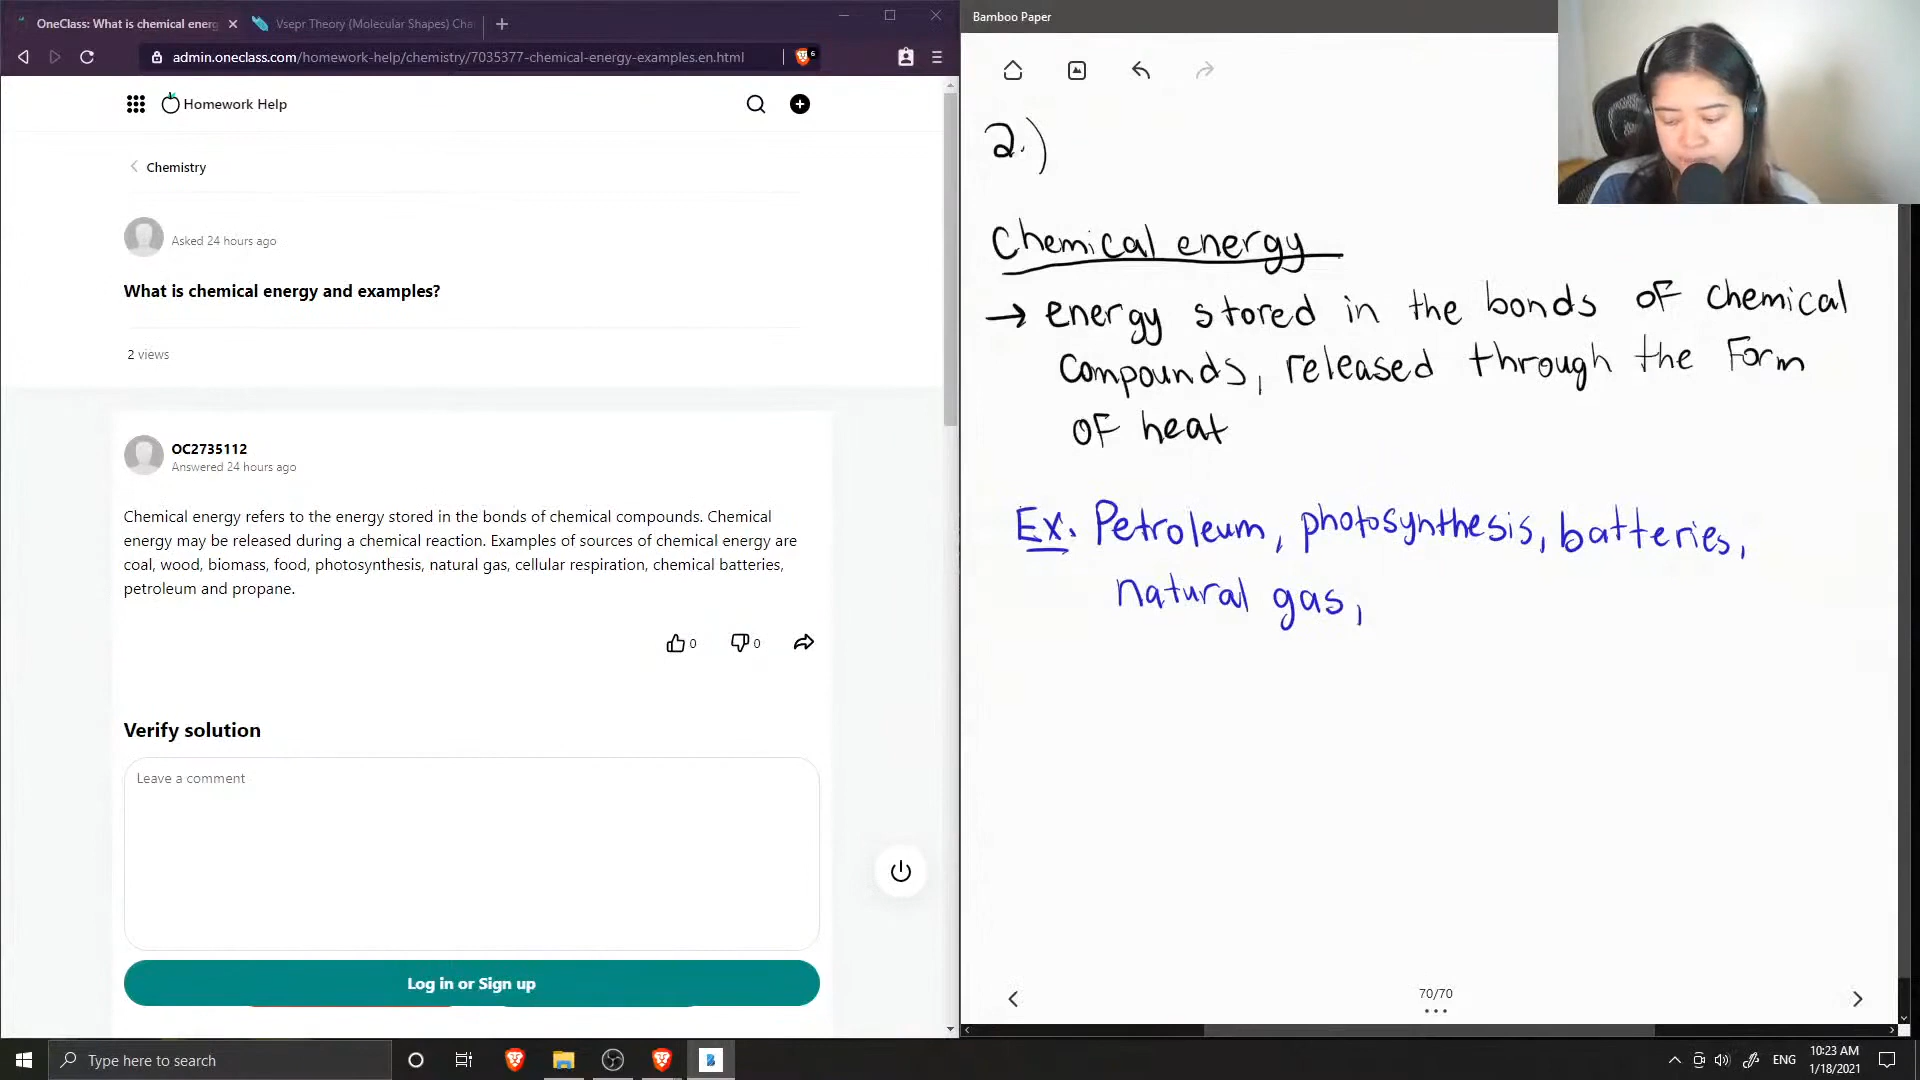 OneClass: What is chemical energ
Vsepr Theory (Molecular Shapes) Cha
admin.oneclass.com/homework-help/chemistry/7035377-chemical-energy-examples.en.html
6
Homework Help
Chemistry
Asked 24 hours ago
What is chemical energy and examples?
2 views
OC2735112
Answered 24 hours ago
Chemical energy refers to the energy stored in the bonds of chemical compounds. Chemical
energy may be released during a chemical reaction. Examples of sources of chemical energy are
coal, wood, biomass, food, photosynthesis, natural gas, cellular respiration, chemical batteries,
petroleum and propane.
0
0
Verify solution
Leave a comment
Log in or Sign up
Bamboo Paper
2.)
Chemical energy
→ energy stored in the bonds of chemical
compounds, released through the form
of heat
Ex. Petroleum, photosynthesis, batteries,
natural gas,
70/70
Type here to search
B
ENG
10:23 AM
1/18/2021